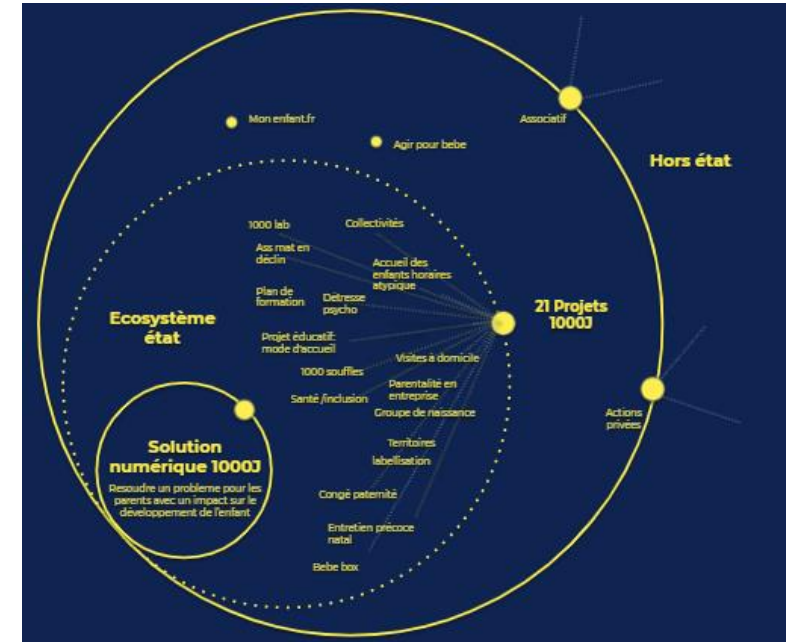 Mon enfant.fr
Agir pour bebe
Associatif
Hors état
1000 lab
Collectivités
Ass mat en
déclin
Accueil des
enfants horaires
atypique
Plan de
formation
Détresse
psycho
Ecosystème
état
21 Projets
1000J
Projet éducatif:
mode d'accueil
Visites à domicile
1000 souffles
Parentalité en
entreprise
Santé /inclusion
Groupe de naissance
Actions
privées
Territoires
labellisation
Solution
numérique 1000J
Resoudre un probleme pour les
parents avec un impact sur le
développement de l'enfant
Congé paternité
Entretien précoce
natal
Bebe box